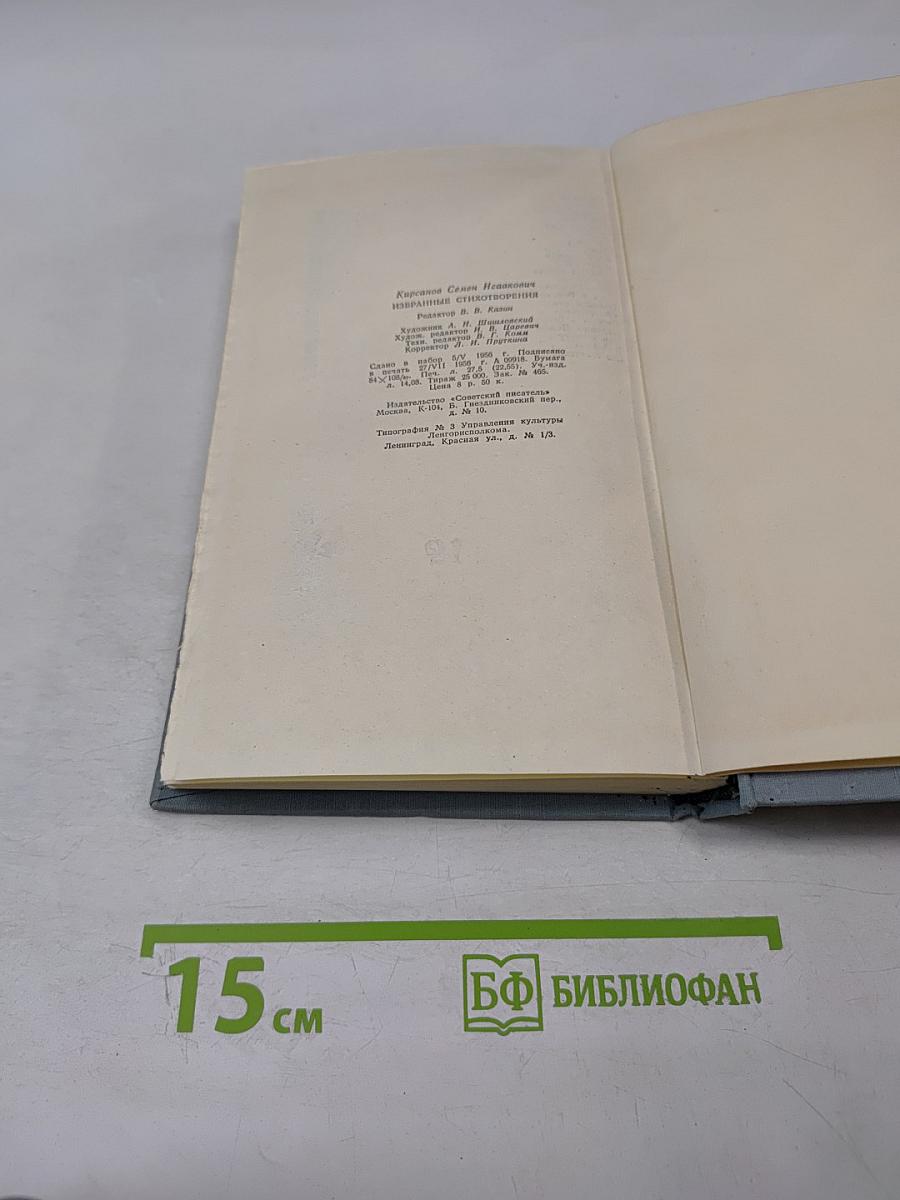 Кирсанов Семен Исаакович
ИЗБРАННЫЕ СТИХОТВОРЕНИЯ
Редактор В. В. Казин
Художник А. Н. Шишловский
Худож. редактор Н. В. Царевич
Техн. редактор В. Г. Комм
Корректор Л. И. Пруткина
Сдано в набор 5/V 1956 г. Подписано
в печать 27/VII 1956 г. А 00918. Бумага
84×108/₃₂. Печ. л. 27,5 (22,55). Уч.-изд.
л. 14,08. Тираж 25 000. Зак. № 465.
Цена 8 р. 50 к.
Издательство «Советский писатель»
Москва, К-104, Б. Гнездниковский пер.,
д. № 10.
Типография № 3 Управления культуры
Ленгорисполкома.
Ленинград, Красная ул., д. № 1/3.
15 см
БФ БИБЛИОФАН